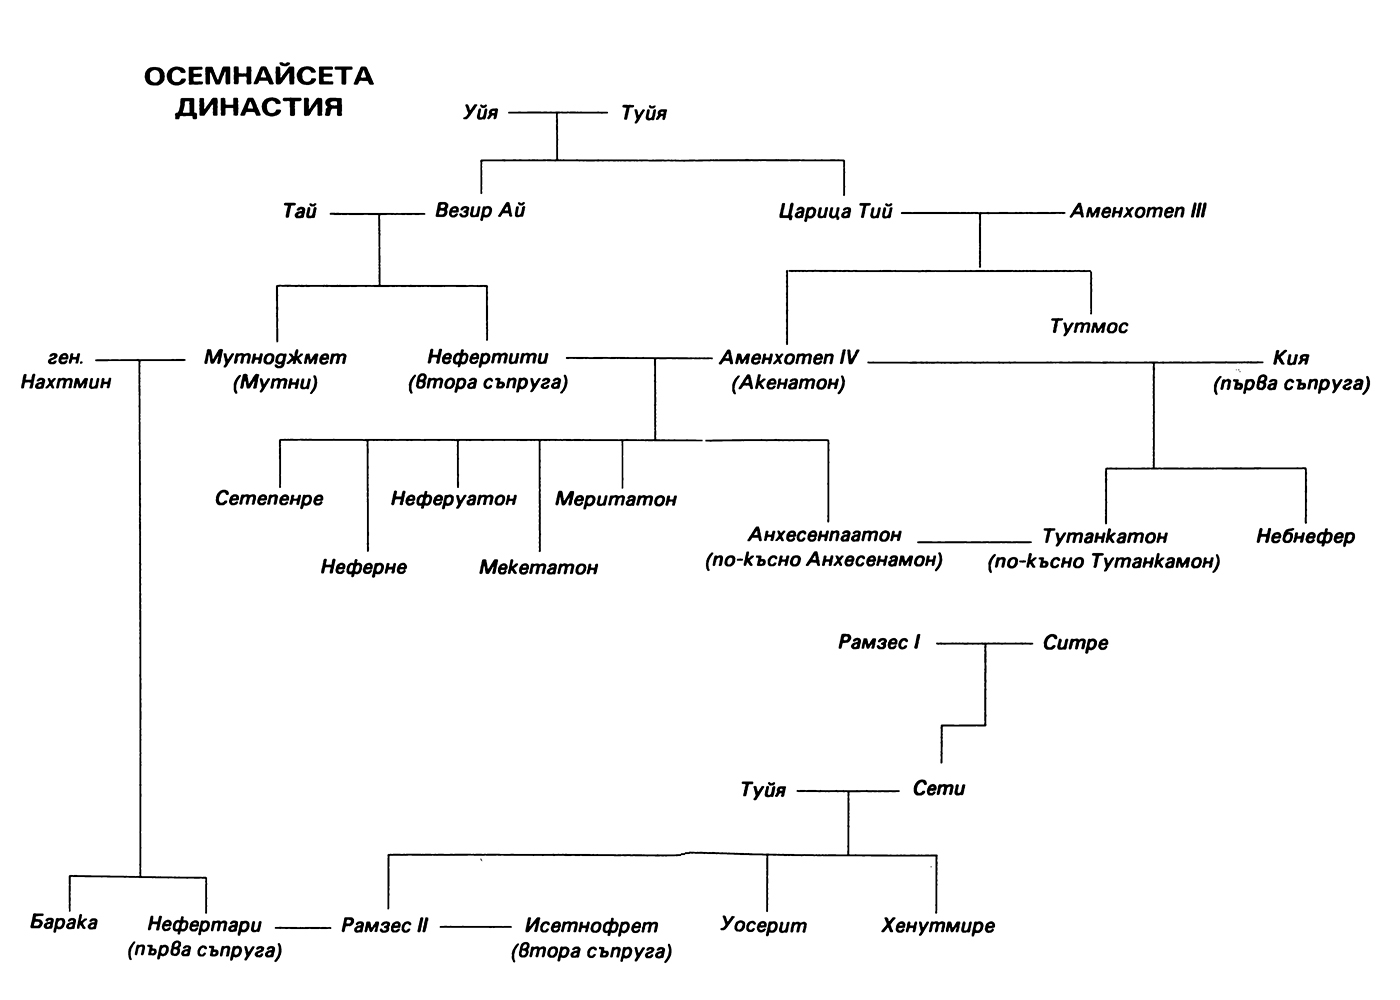 ОСЕМНАЙСЕТА
ДИНАСТИЯ
Уйя Туйя
Тай Везир Ай Царица Тий Аменхотеп III
Тутмос
ген. Мутноджмет Нефертити Аменхотеп IV Кия
Нахтмин (Мутни) (втора съпруга) (Акенатон) (първа съпруга)
Сетепенре Неферуатон Меритатон
Анхесенпаатон Тутанкатон Небнефер
(по-късно Анхесенамон) (по-късно Тутанкамон)
Неферне Мекетатон
Рамзес I Ситре
Туйя Сети
Барака Нефертари Рамзес II Исетнофрет Уосерит Хенутмире
(първа съпруга) (втора съпруга)